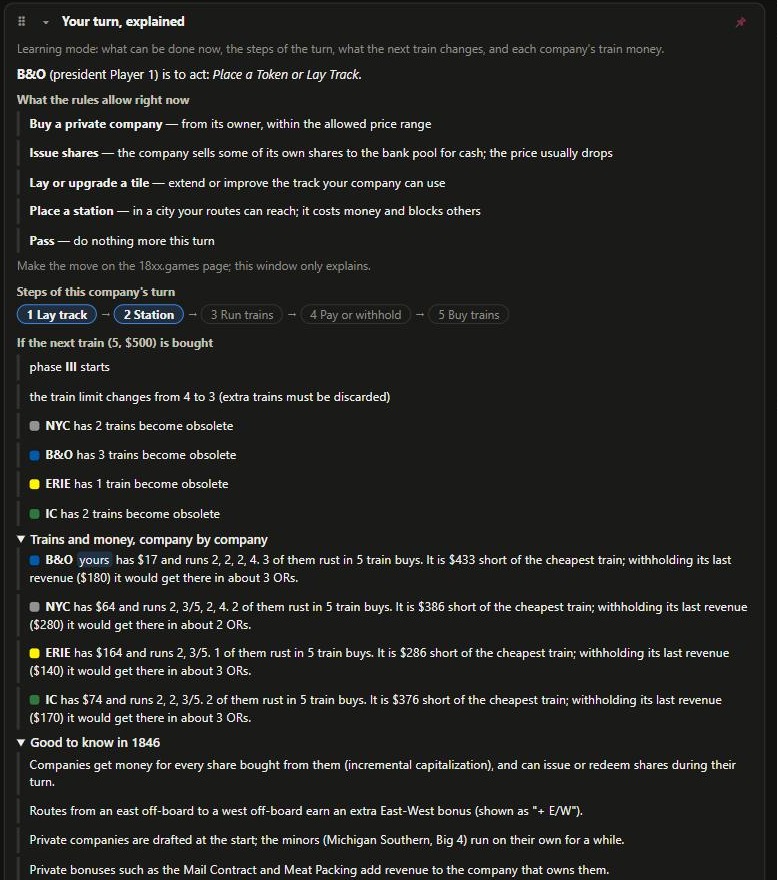 Your turn, explained
Learning mode: what can be done now, the steps of the turn, what the next train changes, and each company's train money.
B&O (president Player 1) is to act: Place a Token or Lay Track.
What the rules allow right now
Buy a private company — from its owner, within the allowed price range
Issue shares — the company sells some of its own shares to the bank pool for cash; the price usually drops
Lay or upgrade a tile — extend or improve the track your company can use
Place a station — in a city your routes can reach; it costs money and blocks others
Pass — do nothing more this turn
Make the move on the 18xx.games page; this window only explains.
Steps of this company's turn
1 Lay track → 2 Station → 3 Run trains → 4 Pay or withhold → 5 Buy trains
If the next train (5, $500) is bought
phase III starts
the train limit changes from 4 to 3 (extra trains must be discarded)
NYC has 2 trains become obsolete
B&O has 3 trains become obsolete
ERIE has 1 train become obsolete
IC has 2 trains become obsolete
▼ Trains and money, company by company
B&O yours has $17 and runs 2, 2, 2, 4. 3 of them rust in 5 train buys. It is $433 short of the cheapest train; withholding its last
revenue ($180) it would get there in about 3 ORs.
NYC has $64 and runs 2, 3/5, 2, 4. 2 of them rust in 5 train buys. It is $386 short of the cheapest train; withholding its last revenue
($280) it would get there in about 2 ORs.
ERIE has $164 and runs 2, 3/5. 1 of them rust in 5 train buys. It is $286 short of the cheapest train; withholding its last revenue
($140) it would get there in about 3 ORs.
IC has $74 and runs 2, 2, 3/5. 2 of them rust in 5 train buys. It is $376 short of the cheapest train; withholding its last revenue
($170) it would get there in about 3 ORs.
▼ Good to know in 1846
Companies get money for every share bought from them (incremental capitalization), and can issue or redeem shares during their
turn.
Routes from an east off-board to a west off-board earn an extra East-West bonus (shown as "+ E/W").
Private companies are drafted at the start; the minors (Michigan Southern, Big 4) run on their own for a while.
Private bonuses such as the Mail Contract and Meat Packing add revenue to the company that owns them.